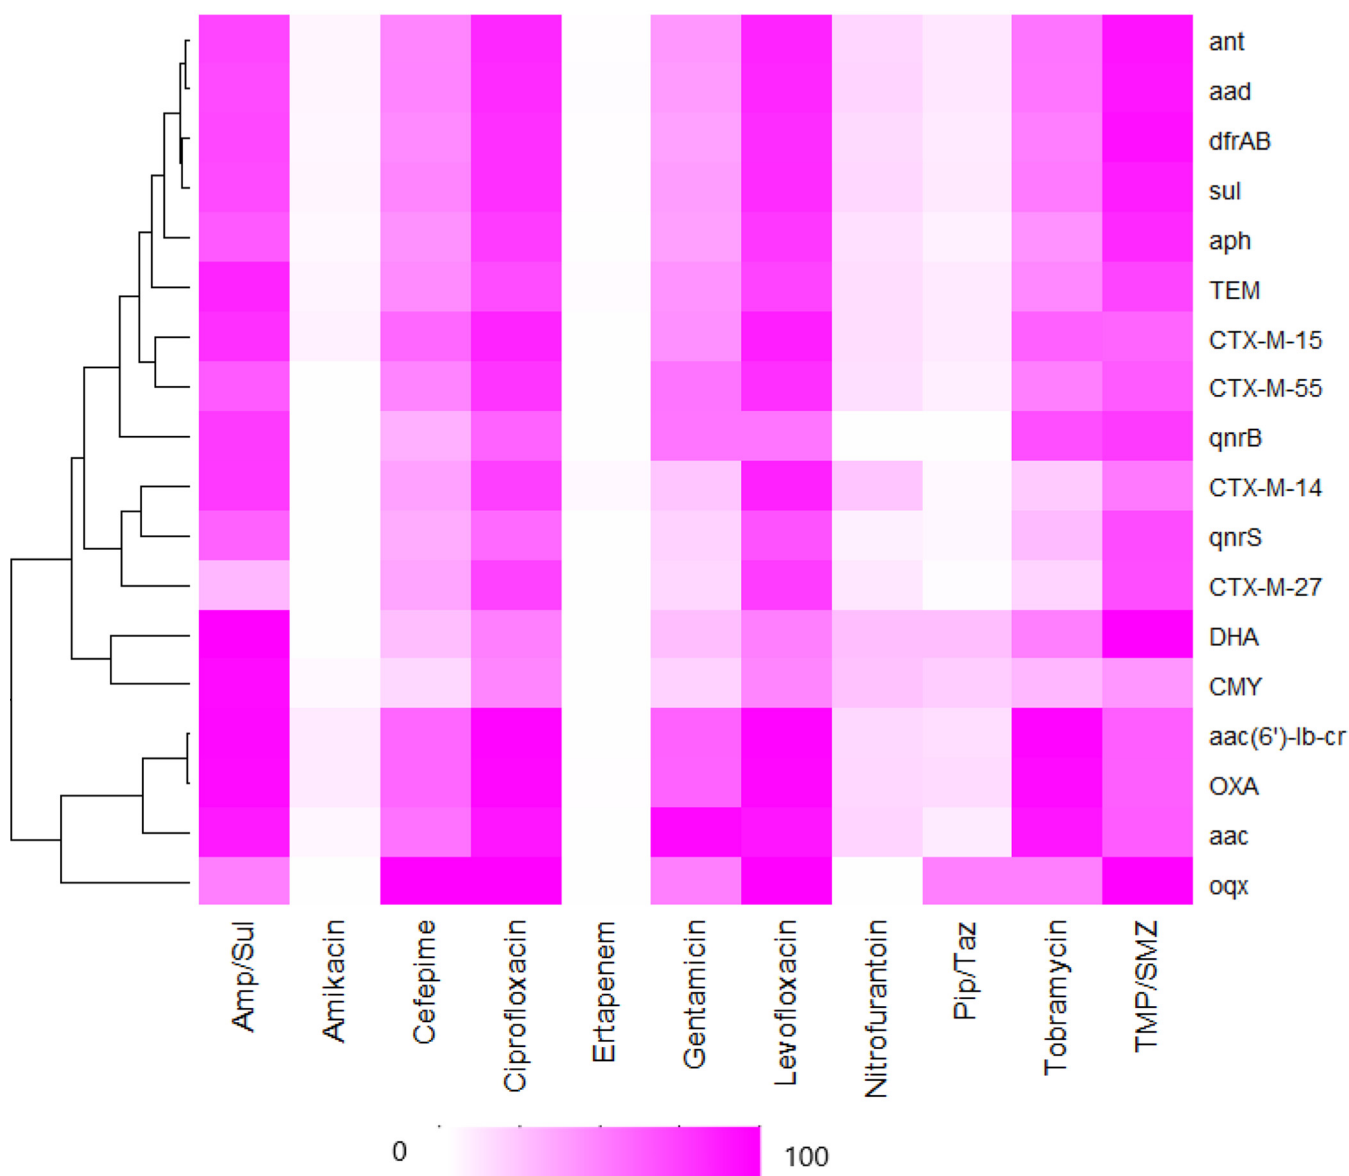 ant
aad
dfrAB
sul
aph
TEM
CTX-M-15
CTX-M-55
qnrB
CTX-M-14
qnrS
CTX-M-27
DHA
CMY
aac(6')-Ib-cr
OXA
aac
oqx
Amp/Sul
Amikacin
Cefepime
Ciprofloxacin
Ertapenem
Gentamicin
Levofloxacin
Nitrofurantoin
Pip/Taz
Tobramycin
TMP/SMZ
0
100